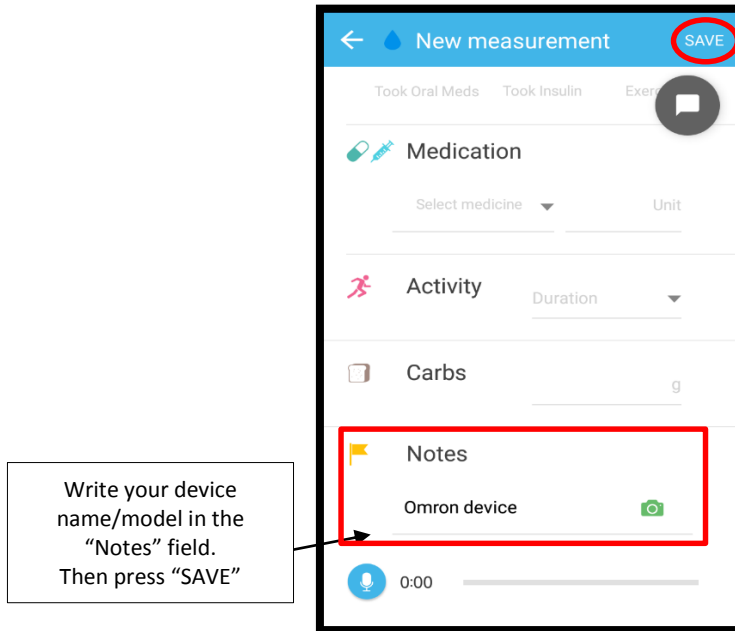 New measurement SAVE
Took Oral Meds Took Insulin
Medication
Select medicine Unit
Activity
Duration
Carbs
g
Notes
Omron device
0:00
Write your device
name/model in the
“Notes” field.
Then press “SAVE”